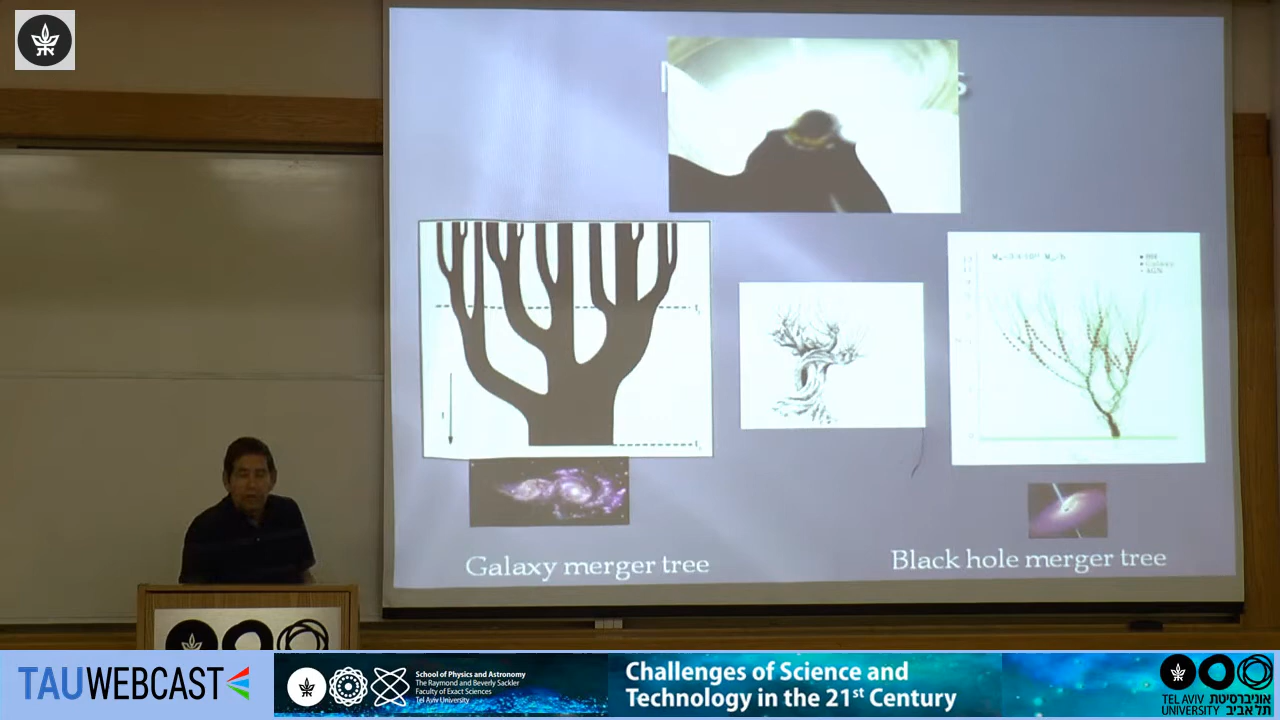 Galaxy merger tree
Black hole merger tree
TAUWEBCAST
School of Physics and Astronomy
The Raymond and Beverly Sackler
Faculty of Exact Sciences
Tel Aviv University
Challenges of Science and
Technology in the 21st Century
TEL AVIV אוניברסיטת
UNIVERSITY תל אביב